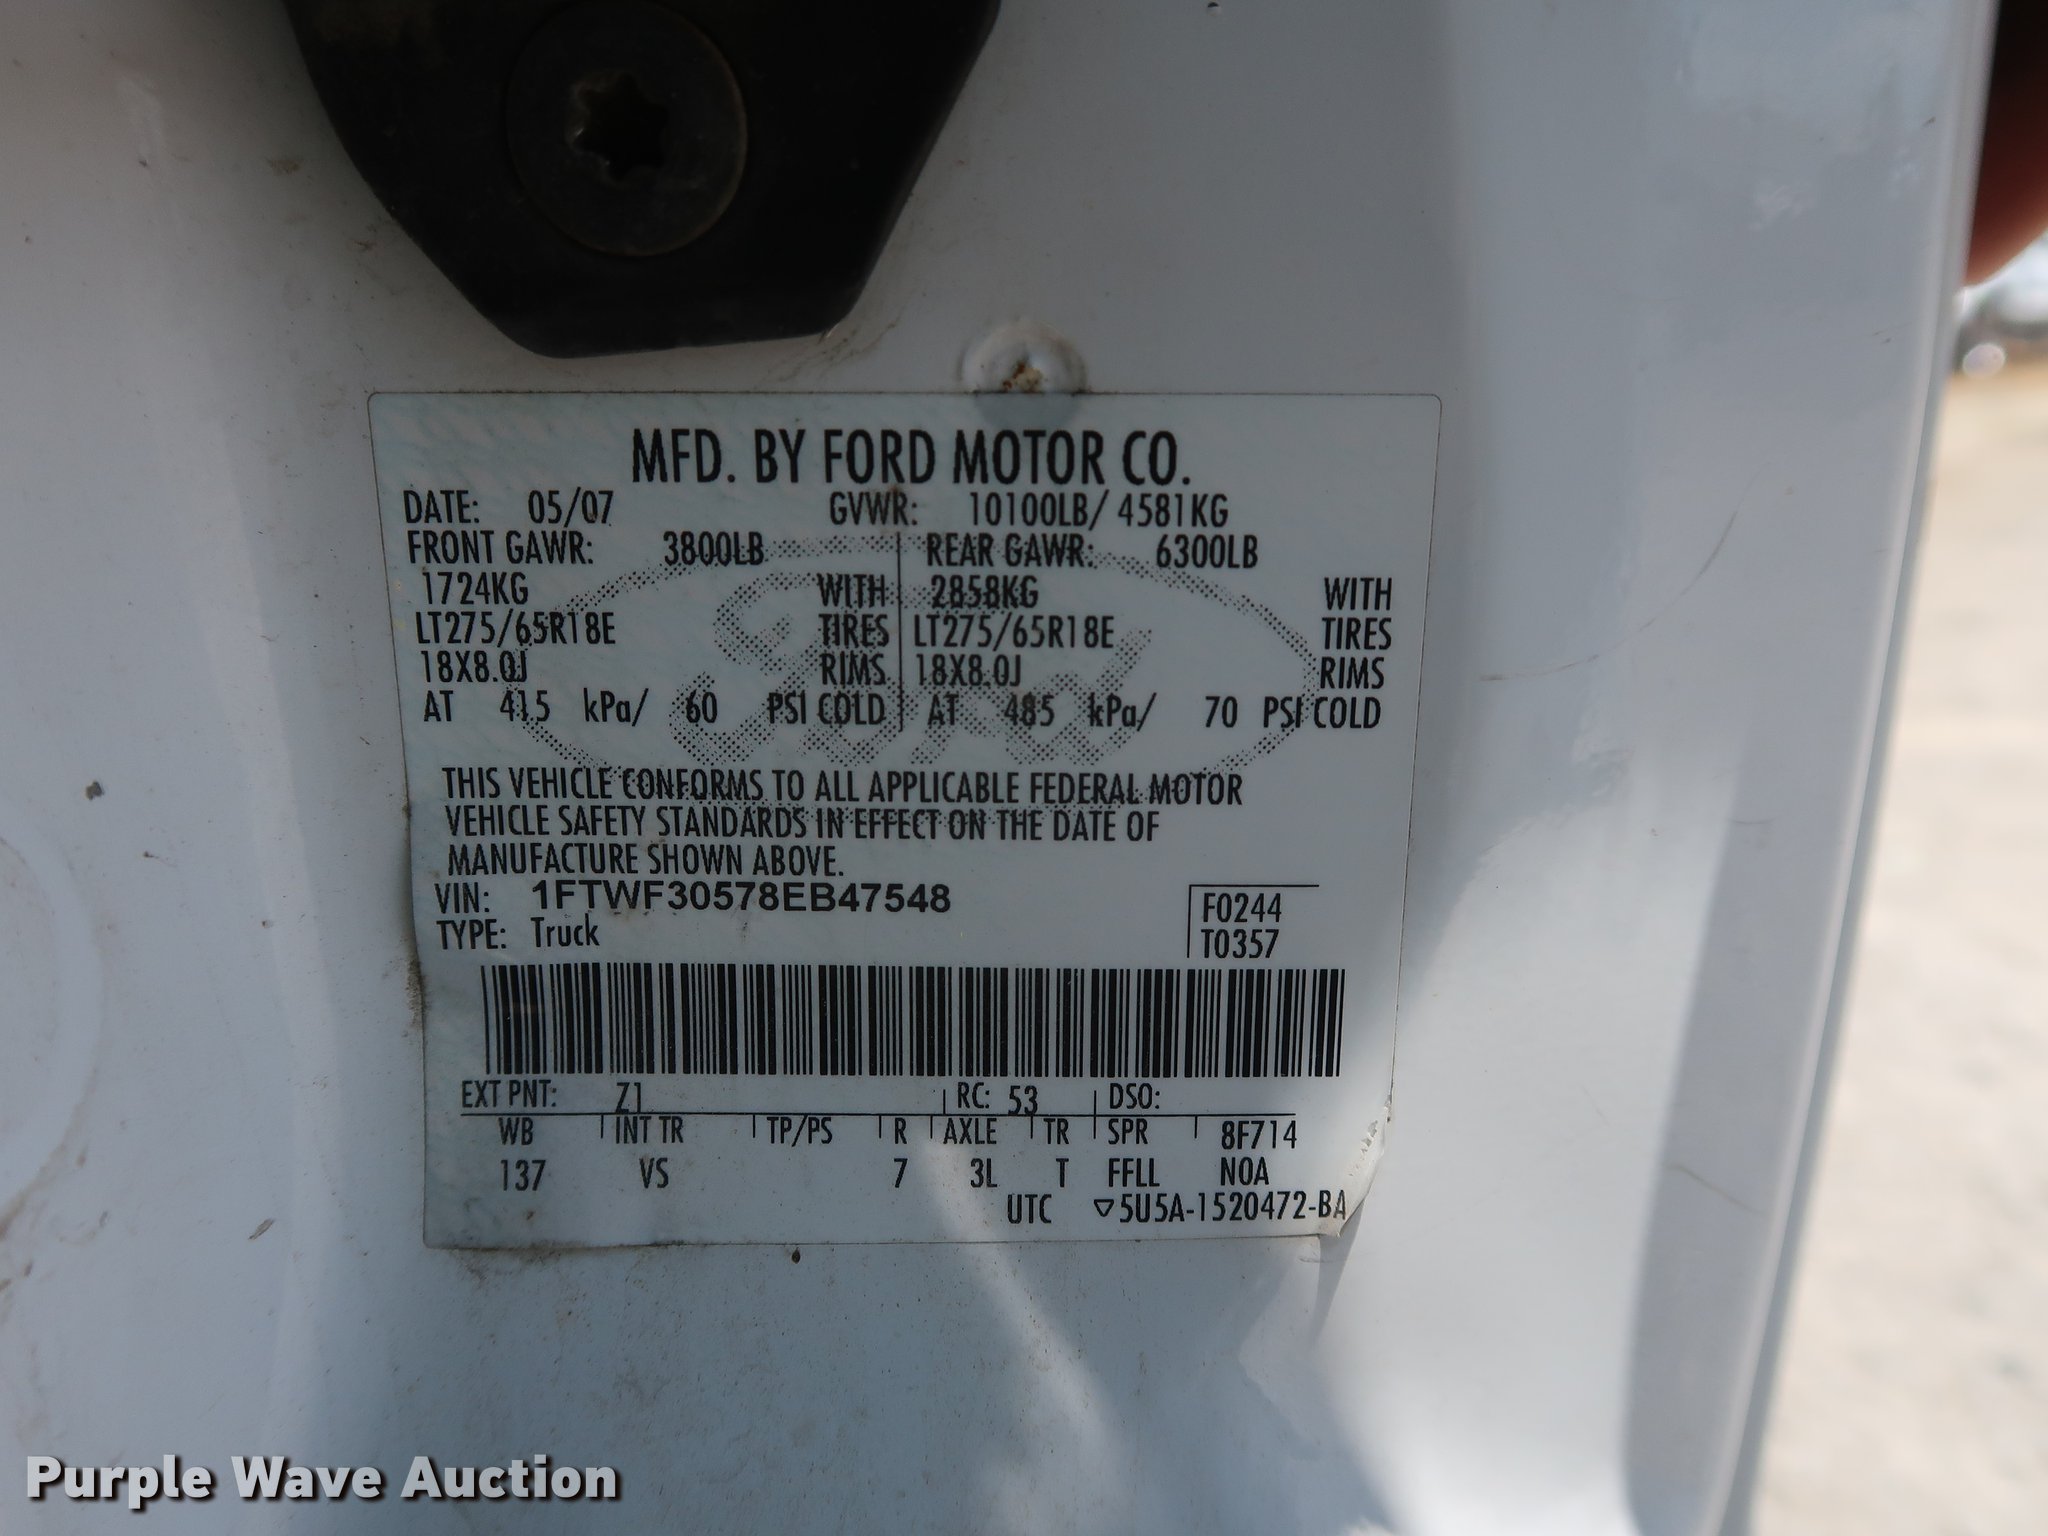 MFD. BY FORD MOTOR CO.
DATE: 05/07 GVWR: 10100LB/ 4581KG
FRONT GAWR: 3800LB REAR GAWR: 6300LB
1724KG WITH 2858KG WITH
LT275/65R18E TIRES LT275/65R18E TIRES
18X8.0J RIMS 18X8.0J RIMS
AT 415 kPa/ 60 PSI COLD AT 485 kPa/ 70 PSI COLD
Ford
THIS VEHICLE CONFORMS TO ALL APPLICABLE FEDERAL MOTOR
VEHICLE SAFETY STANDARDS IN EFFECT ON THE DATE OF
MANUFACTURE SHOWN ABOVE.
VIN: 1FTWF30578EB47548 F0244
TYPE: Truck T0357
EXT PNT: Z1 RC: 53 DSO:
WB INT TR TP/PS R AXLE TR SPR 8F714
137 VS 7 3L T FFLL NOA
UTC ▽5U5A-1520472-BA
Purple Wave Auction